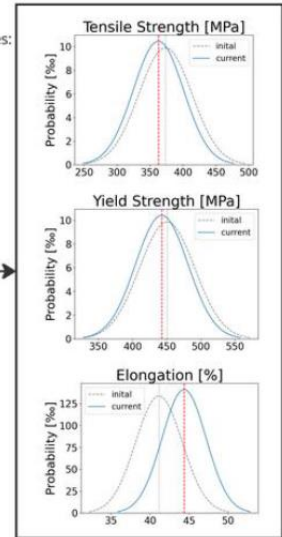 es:
Tensile Strength [MPa]
Probability [‰]
10
8
6
4
2
0
inital
current
250 300 350 400 450 500
Yield Strength [MPa]
Probability [‰]
10
8
6
4
2
0
inital
current
350 400 450 500 550
Elongation [%]
Probability [‰]
125
100
75
50
25
0
inital
current
35 41 45 50